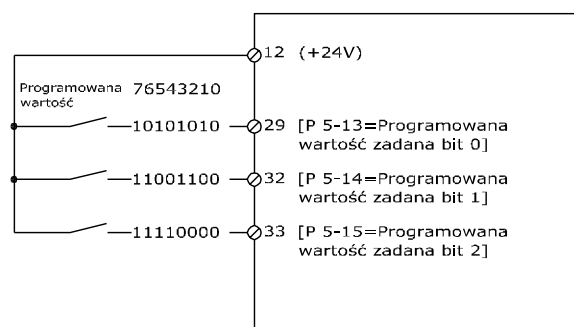 12 (+24V)
Programowana 76543210
wartość
10101010 29 [P 5-13=Programowana
wartość zadana bit 0]
11001100 32 [P 5-14=Programowana
wartość zadana bit 1]
11110000 33 [P 5-15=Programowana
wartość zadana bit 2]